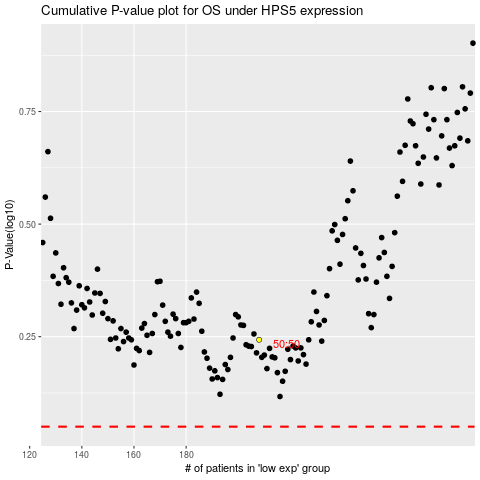 Cumulative P-value plot for OS under HPS5 expression
P-Value(log10)
0.75
0.50
0.25
50:50
120 140 160 180
# of patients in 'low exp' group